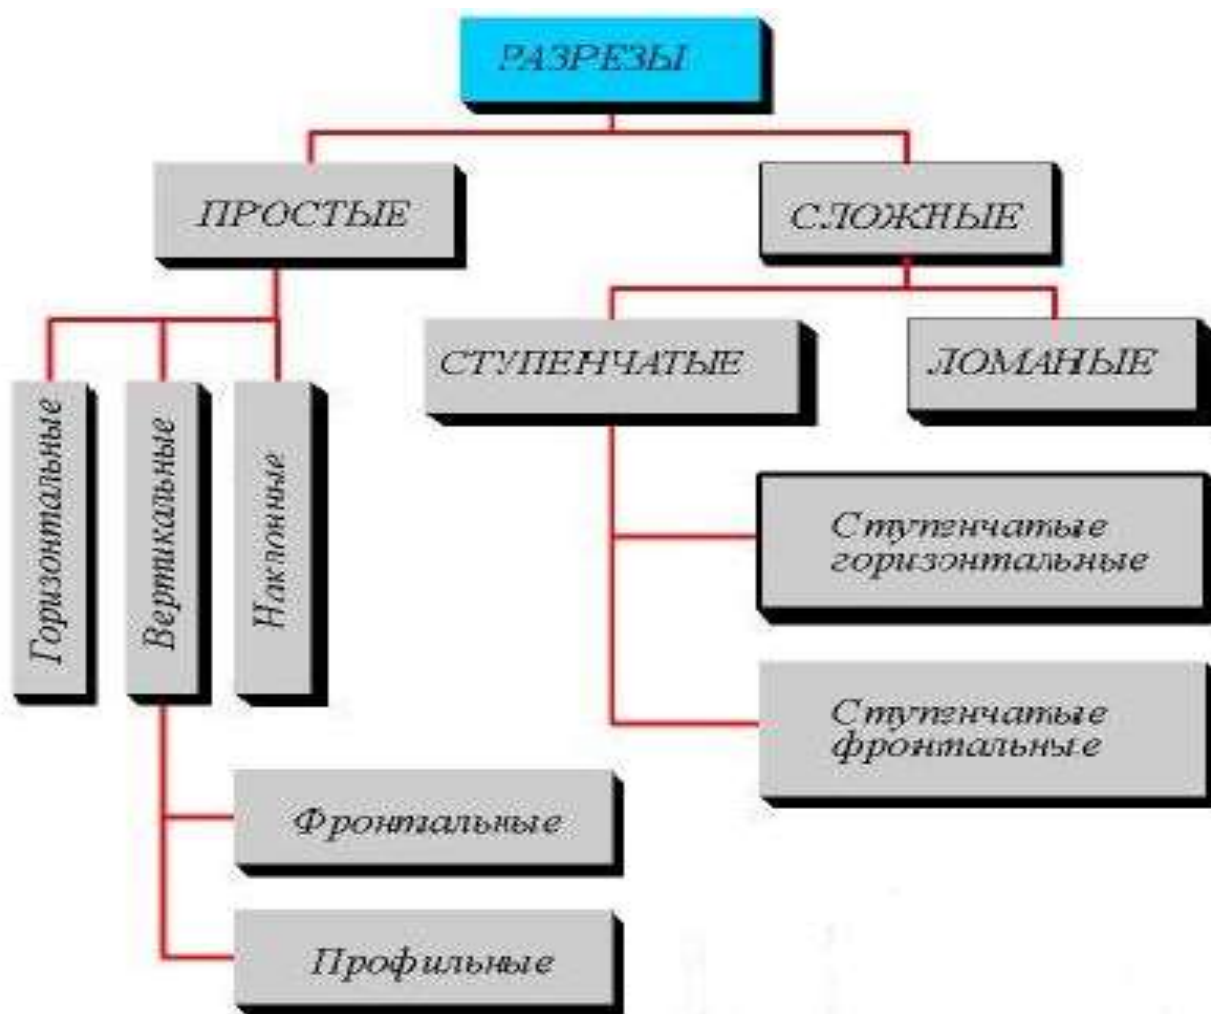 РАЗРЕЗЫ
ПРОСТЫЕ
СЛОЖНЫЕ
СТУПЕНЧАТЫЕ
ЛОМАНЫЕ
Горизонтальные
Вертикальные
Наклонные
Ступенчатые
горизонтальные
Ступенчатые
фронтальные
Фронтальные
Профильные